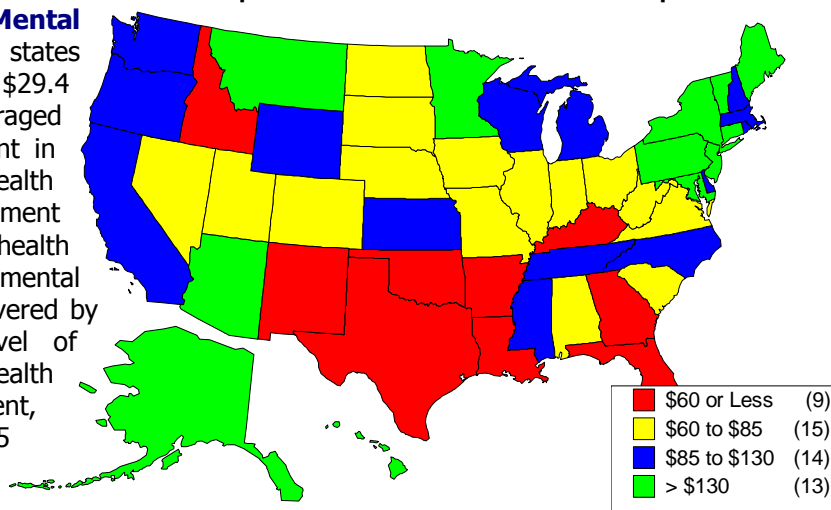 Mental
states
$29.4
raged
nt in
ealth
ment
health
mental
vered by
vel of
ealth
ent,
5
$60 or Less (9)
$60 to $85 (15)
$85 to $130 (14)
> $130 (13)